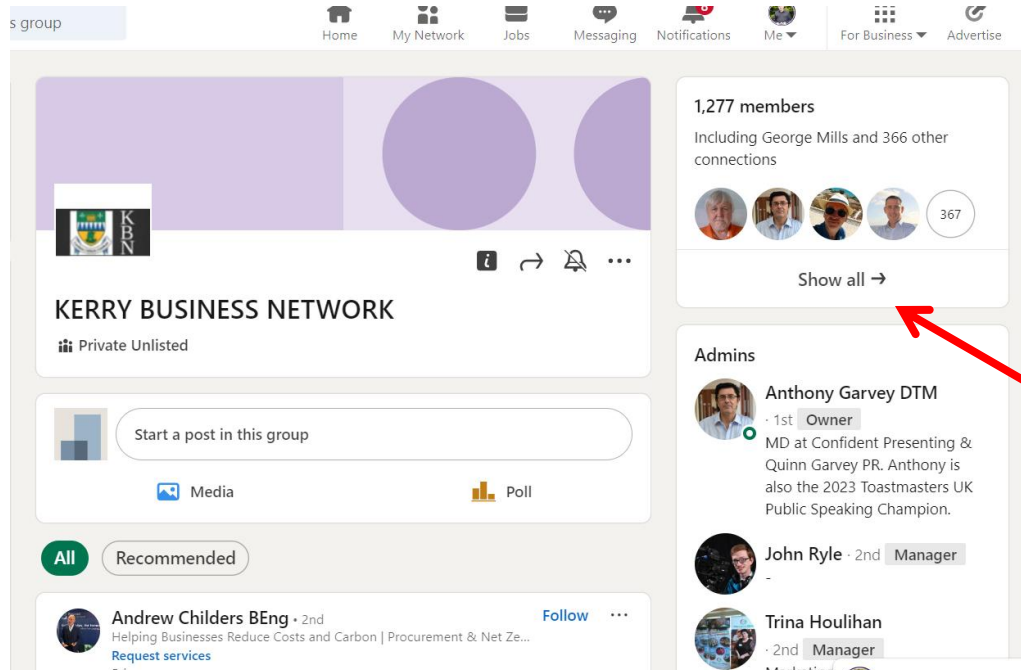 s group
Home
My Network
Jobs
Messaging
8
Notifications
Me
For Business
Advertise
KBN
KERRY BUSINESS NETWORK
Private Unlisted
Start a post in this group
Media
Poll
All
Recommended
Andrew Childers BEng • 2nd
Follow
Helping Businesses Reduce Costs and Carbon | Procurement & Net Ze...
Request services
1,277 members
Including George Mills and 366 other
connections
367
Show all →
Admins
Anthony Garvey DTM
· 1st Owner
MD at Confident Presenting &
Quinn Garvey PR. Anthony is
also the 2023 Toastmasters UK
Public Speaking Champion.
John Ryle · 2nd Manager
-
Trina Houlihan
· 2nd Manager